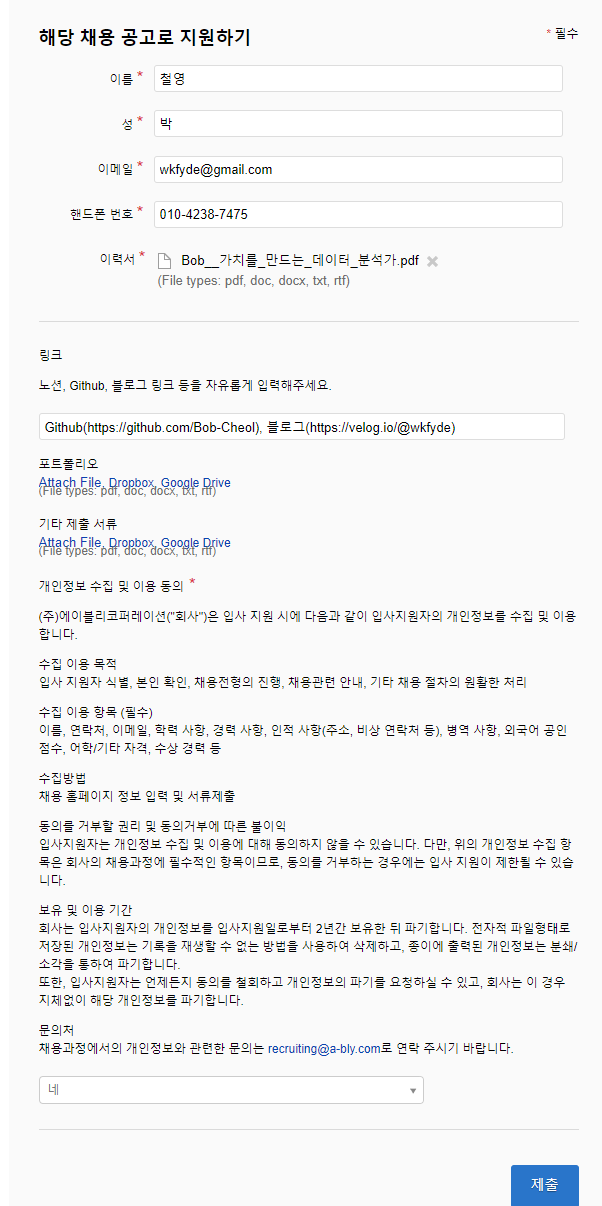 해당 채용 공고로 지원하기
* 필수
이름 *
철영
성 *
박
이메일 *
wkfyde@gmail.com
핸드폰 번호 *
010-4238-7475
이력서 *
Bob__가치를_만드는_데이터_분석가.pdf
(File types: pdf, doc, docx, txt, rtf)
링크
노션, Github, 블로그 링크 등을 자유롭게 입력해주세요.
Github(https://github.com/Bob-Cheol), 블로그(https://velog.io/@wkfyde)
포트폴리오
Attach File, Dropbox, Google Drive
(File types: pdf, doc, docx, txt, rtf)
기타 제출 서류
Attach File, Dropbox, Google Drive
(File types: pdf, doc, docx, txt, rtf)
개인정보 수집 및 이용 동의 *
(주)에이블리코퍼레이션("회사")은 입사 지원 시에 다음과 같이 입사지원자의 개인정보를 수집 및 이용
합니다.
수집 이용 목적
입사 지원자 식별, 본인 확인, 채용전형의 진행, 채용관련 안내, 기타 채용 절차의 원활한 처리
수집 이용 항목 (필수)
이름, 연락처, 이메일, 학력 사항, 경력 사항, 인적 사항(주소, 비상 연락처 등), 병역 사항, 외국어 공인
점수, 어학/기타 자격, 수상 경력 등
수집방법
채용 홈페이지 정보 입력 및 서류제출
동의를 거부할 권리 및 동의거부에 따른 불이익
입사지원자는 개인정보 수집 및 이용에 대해 동의하지 않을 수 있습니다. 다만, 위의 개인정보 수집 항
목은 회사의 채용과정에 필수적인 항목이므로, 동의를 거부하는 경우에는 입사 지원이 제한될 수 있습
니다.
보유 및 이용 기간
회사는 입사지원자의 개인정보를 입사지원일로부터 2년간 보유한 뒤 파기합니다. 전자적 파일형태로
저장된 개인정보는 기록을 재생할 수 없는 방법을 사용하여 삭제하고, 종이에 출력된 개인정보는 분쇄/
소각을 통하여 파기합니다.
또한, 입사지원자는 언제든지 동의를 철회하고 개인정보의 파기를 요청하실 수 있고, 회사는 이 경우
지체없이 해당 개인정보를 파기합니다.
문의처
채용과정에서의 개인정보와 관련한 문의는 recruiting@a-bly.com로 연락 주시기 바랍니다.
네
제출